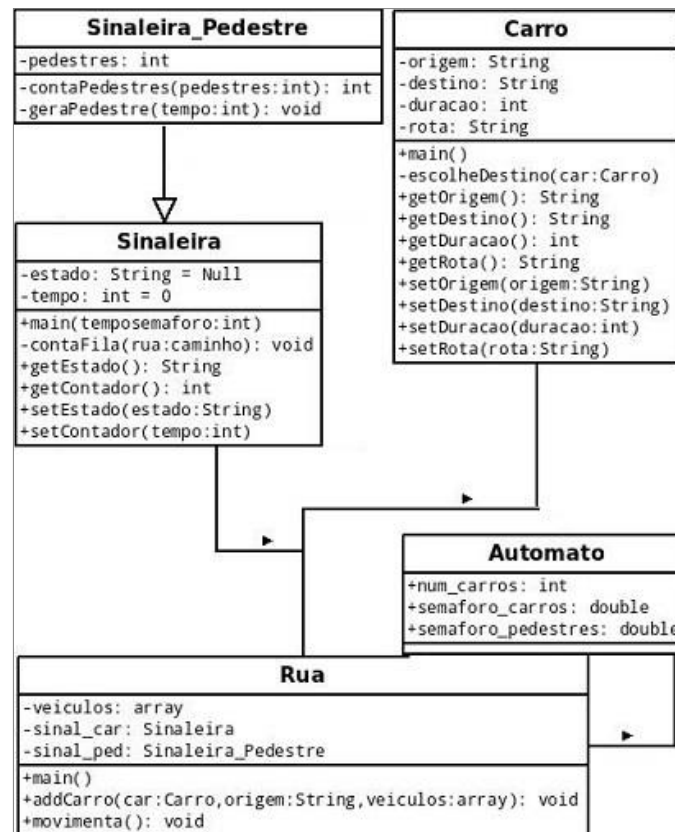 Sinaleira_Pedestre
-pedestres: int
-contaPedestres(pedestres:int): int
-geraPedestre(tempo:int): void
Carro
-origem: String
-destino: String
-duracao: int
-rota: String
+main()
-escolheDestino(car:Carro)
+getOrigem(): String
+getDestino(): String
+getDuracao(): int
+getRota(): String
+setOrigem(origem:String)
+setDestino(destino:String)
+setDuracao(duracao:int)
+setRota(rota:String)
Sinaleira
-estado: String = Null
-tempo: int = 0
+main(temposemaforo:int)
-contaFila(rua:caminho): void
+getEstado(): String
+getContador(): int
+setEstado(estado:String)
+setContador(tempo:int)
Automato
+num_carros: int
+semaforo_carros: double
+semaforo_pedestres: double
Rua
-veiculos: array
-sinal_car: Sinaleira
-sinal_ped: Sinaleira_Pedestre
+main()
+addCarro(car:Carro,origem:String,veiculos:array): void
+movimenta(): void